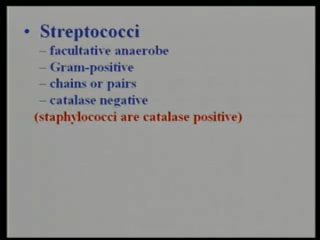 • Streptococci
– facultative anaerobe
– Gram-positive
– chains or pairs
– catalase negative
(staphylococci are catalase positive)